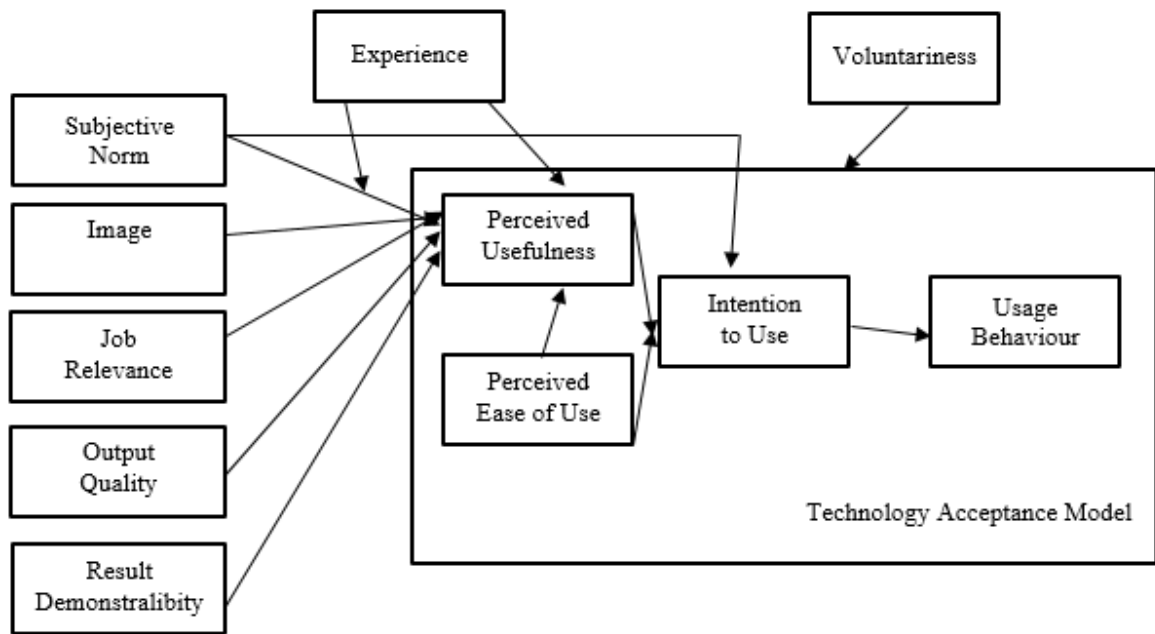 Experience
Voluntariness
Subjective
Norm
Image
Job
Relevance
Output
Quality
Result
Demonstralibity
Perceived
Usefulness
Perceived
Ease of Use
Intention
to Use
Usage
Behaviour
Technology Acceptance Model